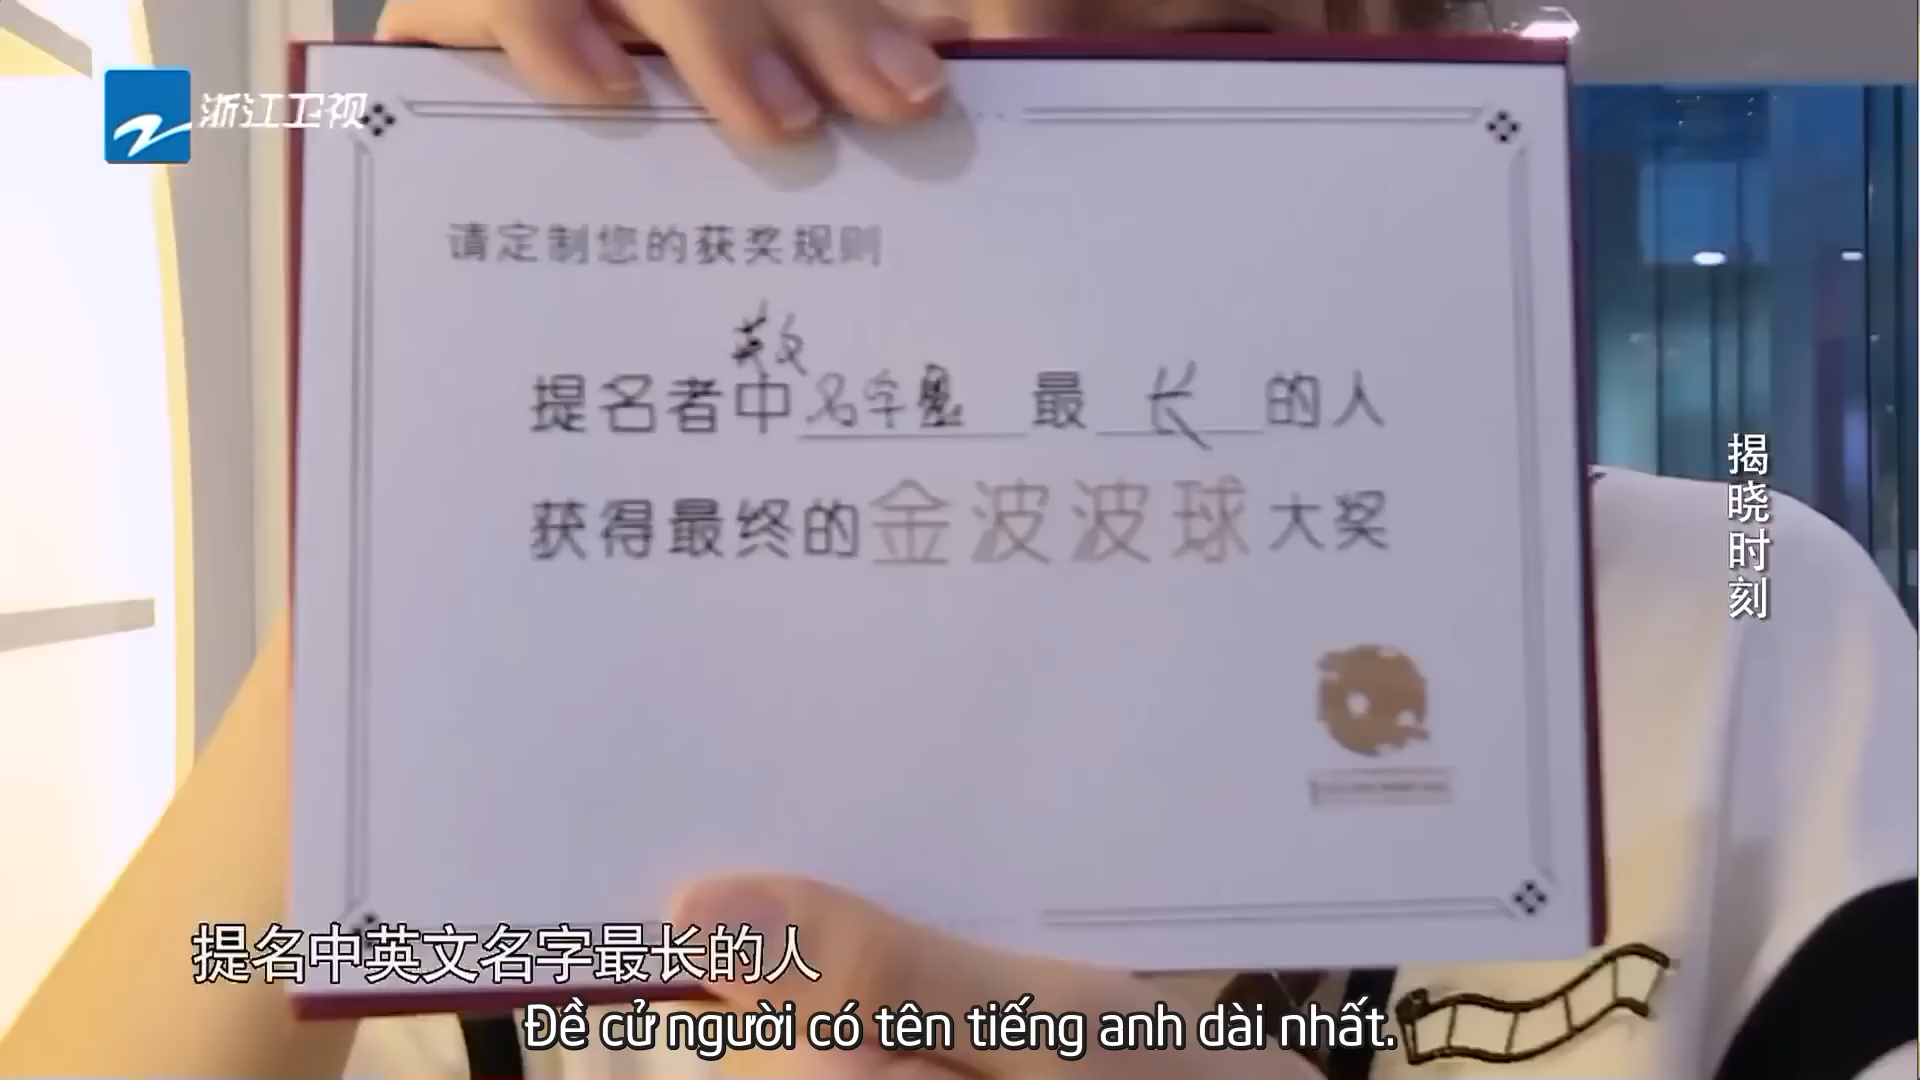 浙江卫视
请定制您的获奖规则
英文
提名者中名字最长的人
获得最终的金波波球大奖
揭晓时刻
提名中英文名字最长的人
Đề cử người có tên tiếng anh dài nhất.